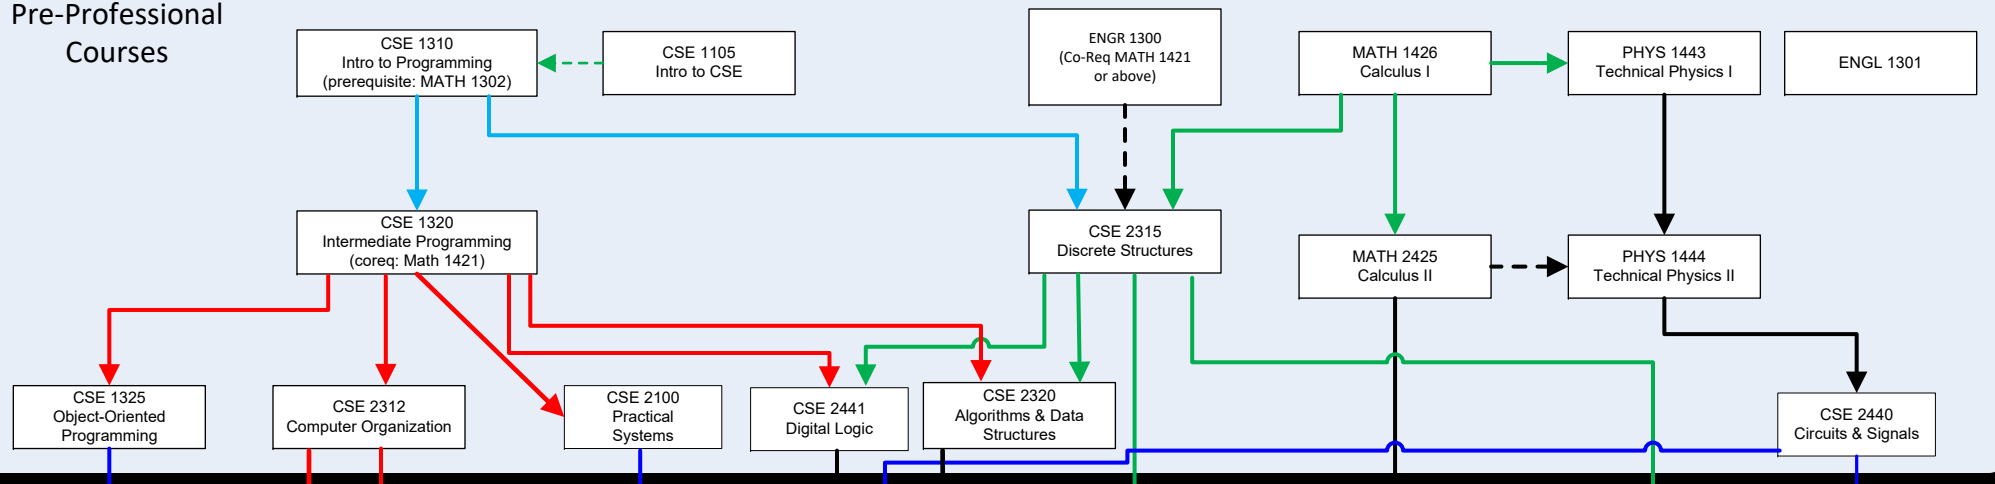 Pre-Professional
Courses
CSE 1310
Intro to Programming
(prerequisite: MATH 1302)
CSE 1105
Intro to CSE
ENGR 1300
(Co-Req MATH 1421
or above)
MATH 1426
Calculus I
PHYS 1443
Technical Physics I
ENGL 1301
CSE 1320
Intermediate Programming
(coreq: Math 1421)
CSE 2315
Discrete Structures
MATH 2425
Calculus II
PHYS 1444
Technical Physics II
CSE 1325
Object-Oriented
Programming
CSE 2312
Computer Organization
CSE 2100
Practical
Systems
CSE 2441
Digital Logic
CSE 2320
Algorithms & Data
Structures
CSE 2440
Circuits & Signals